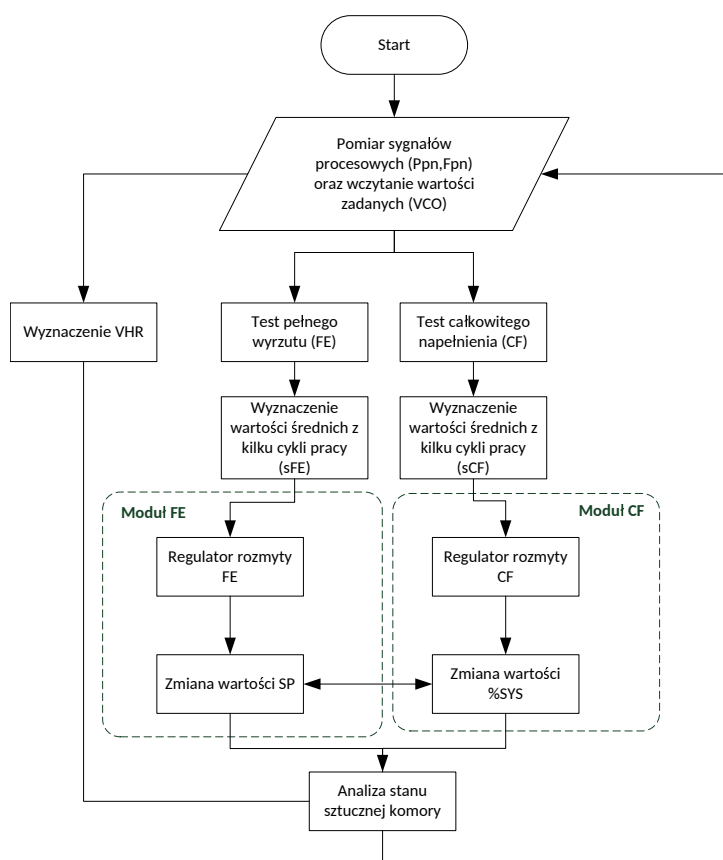 Start
Pomiar sygnałów
procesowych (Ppn,Fpn)
oraz wczytanie wartości
zadanych (VCO)
Wyznaczenie VHR
Test pełnego
wyrzutu (FE)
Test całkowitego
napełnienia (CF)
Wyznaczenie
wartości średnich z
kilku cykli pracy
(sFE)
Wyznaczenie
wartości średnich z
kilku cykli pracy
(sCF)
Moduł FE
Moduł CF
Regulator rozmyty
FE
Regulator rozmyty
CF
Zmiana wartości SP
Zmiana wartości
%SYS
Analiza stanu
sztucznej komory